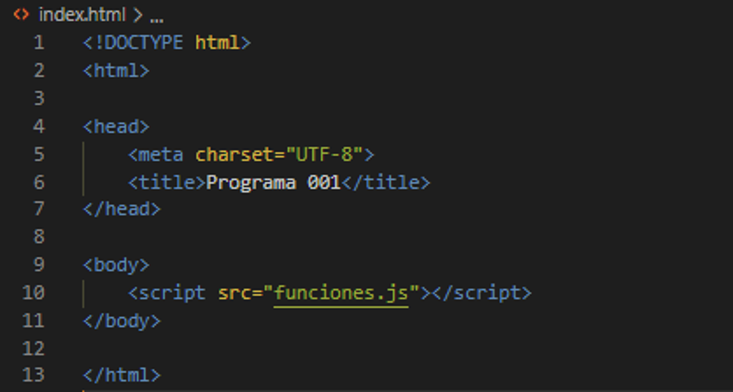 <> index.html > ...
1 <!DOCTYPE html>
2 <html>
3
4 <head>
5     <meta charset="UTF-8">
6     <title>Programa 001</title>
7 </head>
8
9 <body>
10     <script src="funciones.js"></script>
11 </body>
12
13 </html>